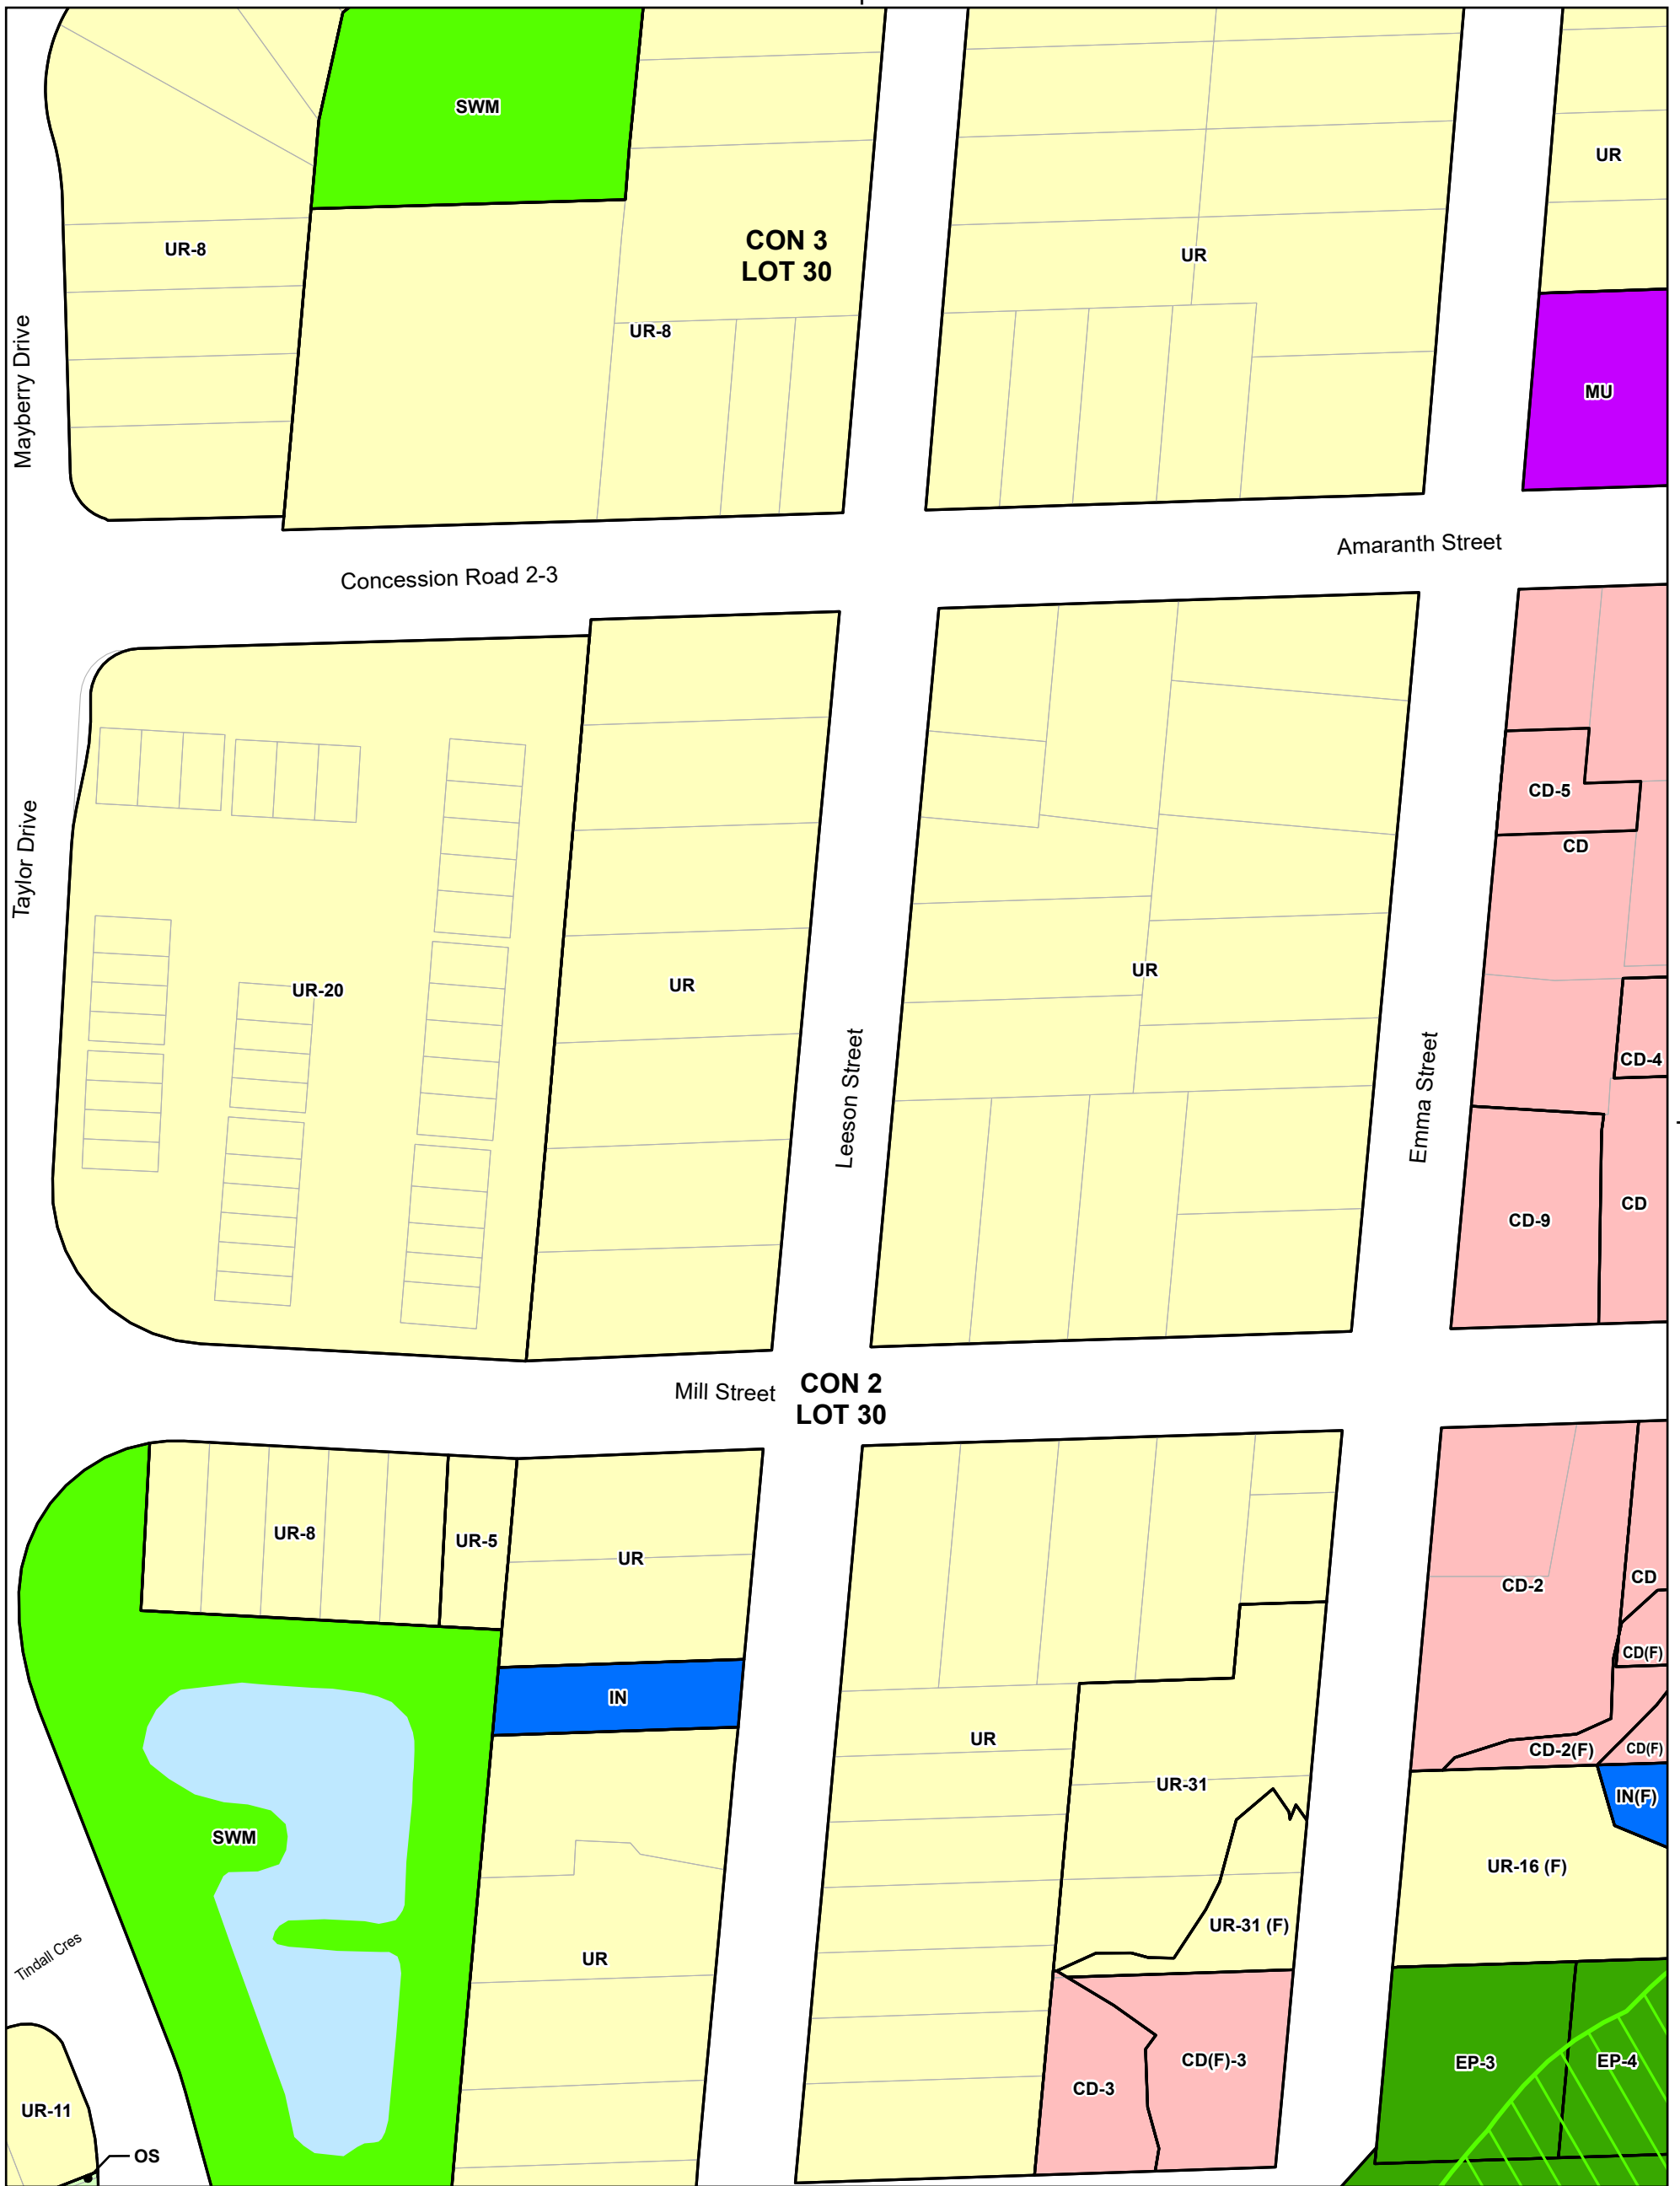 SWM
UR
UR-8
CON 3
LOT 30
UR
UR-8
Mayberry Drive
MU
Amaranth Street
Concession Road 2-3
CD-5
Taylor Drive
CD
UR
UR
UR-20
Leeson Street
Emma Street
CD-4
CD
CD-9
Mill Street
CON 2
LOT 30
UR-8
UR-5
UR
CD-2
CD
CD(F)
IN
UR
CD-2(F)
CD(F)
UR-31
IN(F)
SWM
UR-16 (F)
UR-31 (F)
UR
Tindall Cres
CD(F)-3
EP-3
EP-4
CD-3
UR-11
OS